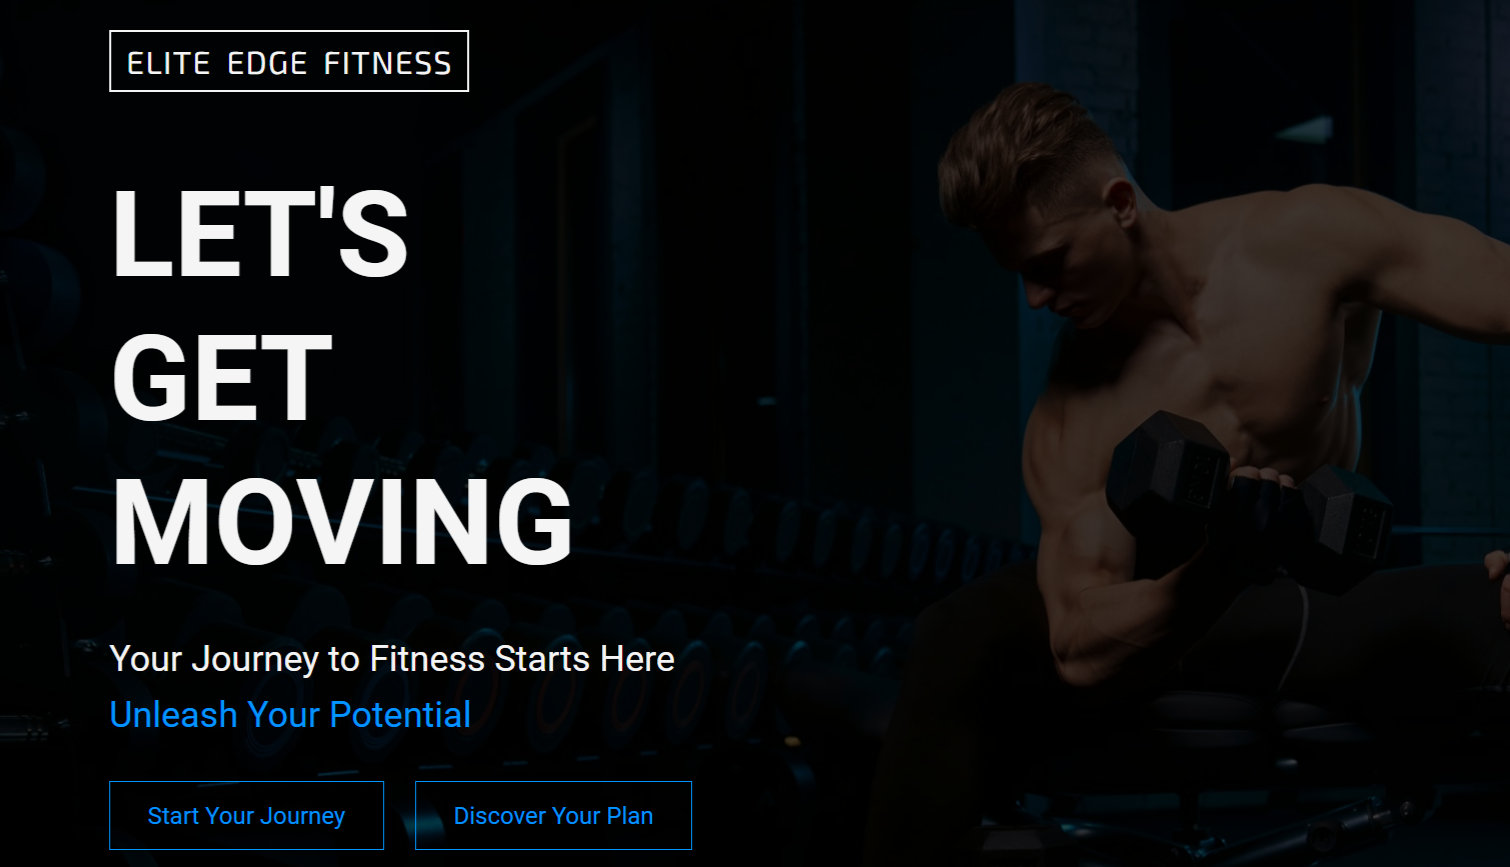 ELITE EDGE FITNESS
LET'S
GET
MOVING
Your Journey to Fitness Starts Here
Unleash Your Potential
Start Your Journey
Discover Your Plan